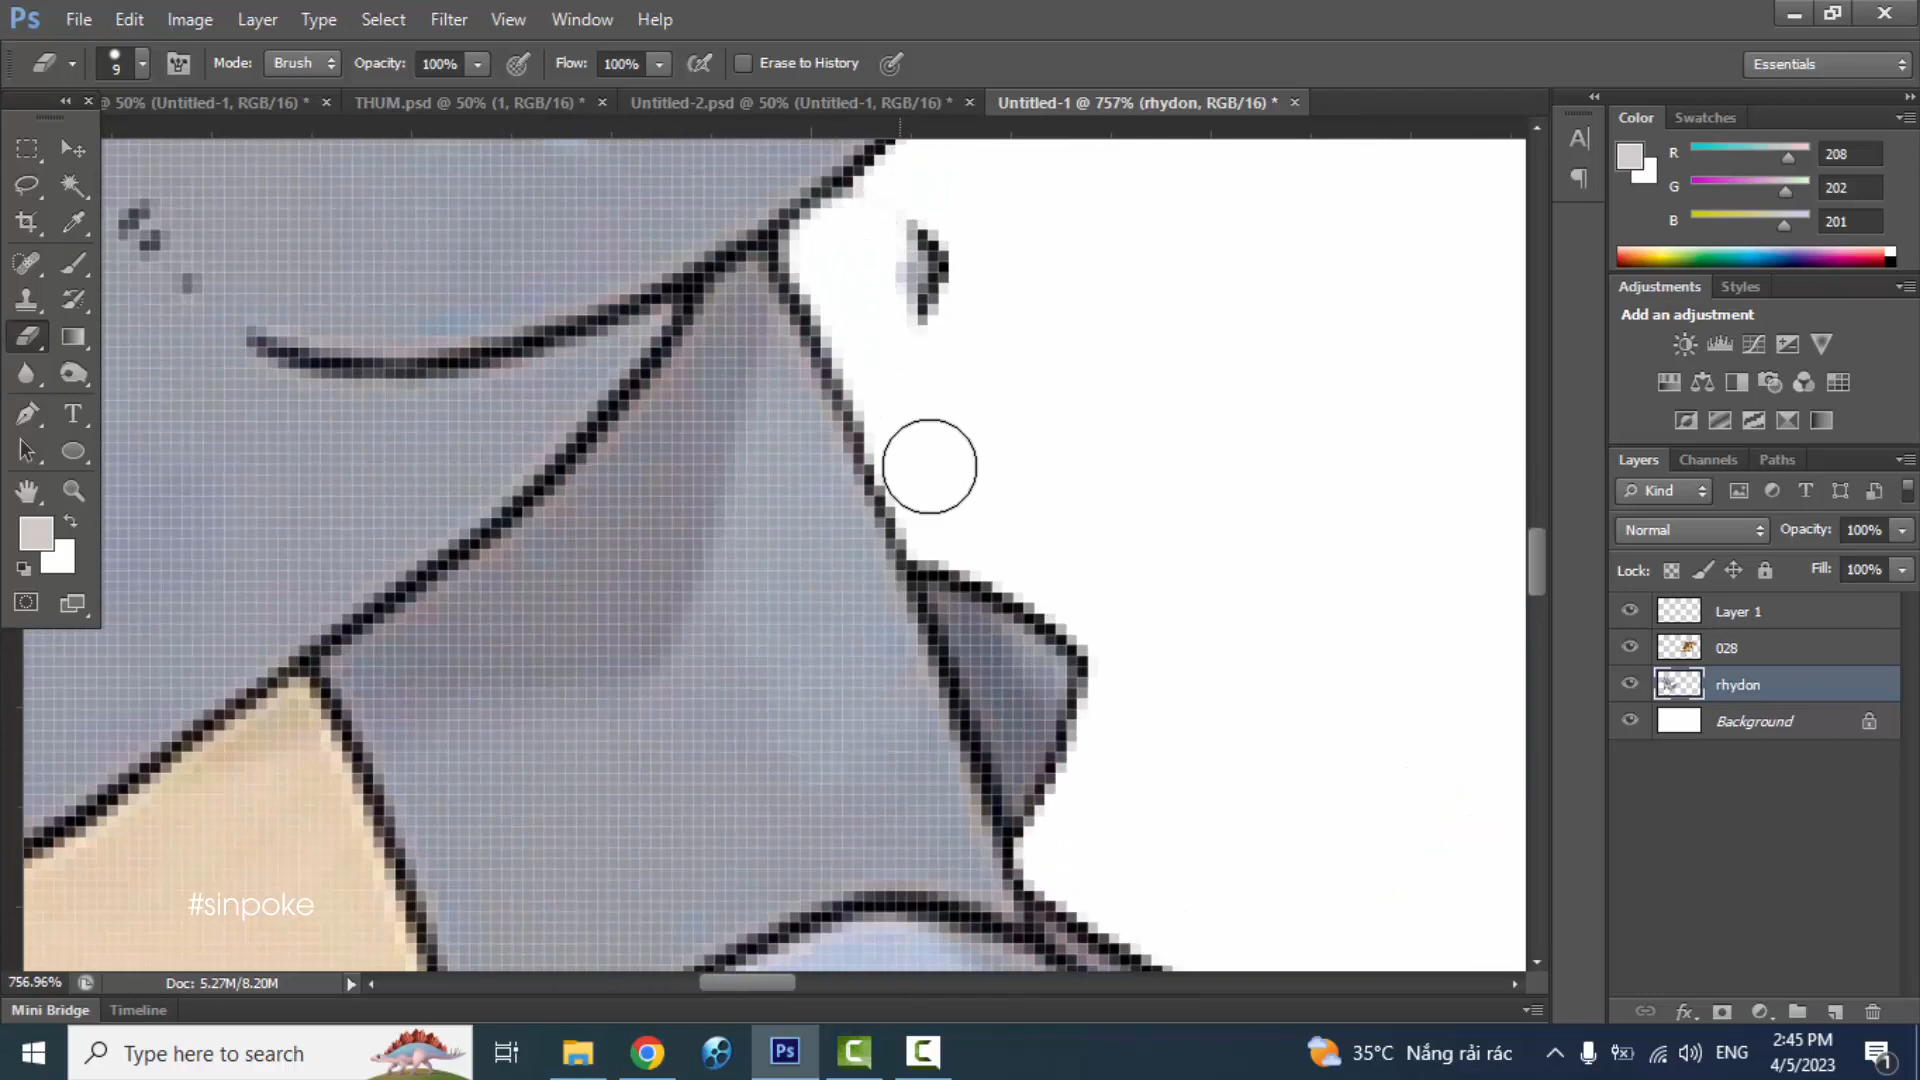 Ps File Edit Image Layer Type Select Filter View Window Help
9 Mode: Brush Opacity: 100% Flow: 100% Erase to History Essentials
@ 50% (Untitled-1, RGB/16) * THUM.psd @ 50% (1, RGB/16) * Untitled-2.psd @ 50% (Untitled-1, RGB/16) * Untitled-1 @ 757% (rhydon, RGB/16) *
Color Swatches
R 208
G 202
B 201
Adjustments Styles
Add an adjustment
Layers Channels Paths
Kind
Normal Opacity: 100%
Lock: Fill: 100%
Layer 1
028
rhydon
Background
#sinpoke
756.96% Doc: 5.27M/8.20M
Mini Bridge Timeline
Type here to search
Ps
35°C Nắng rải rác
ENG
2:45 PM
4/5/2023
1